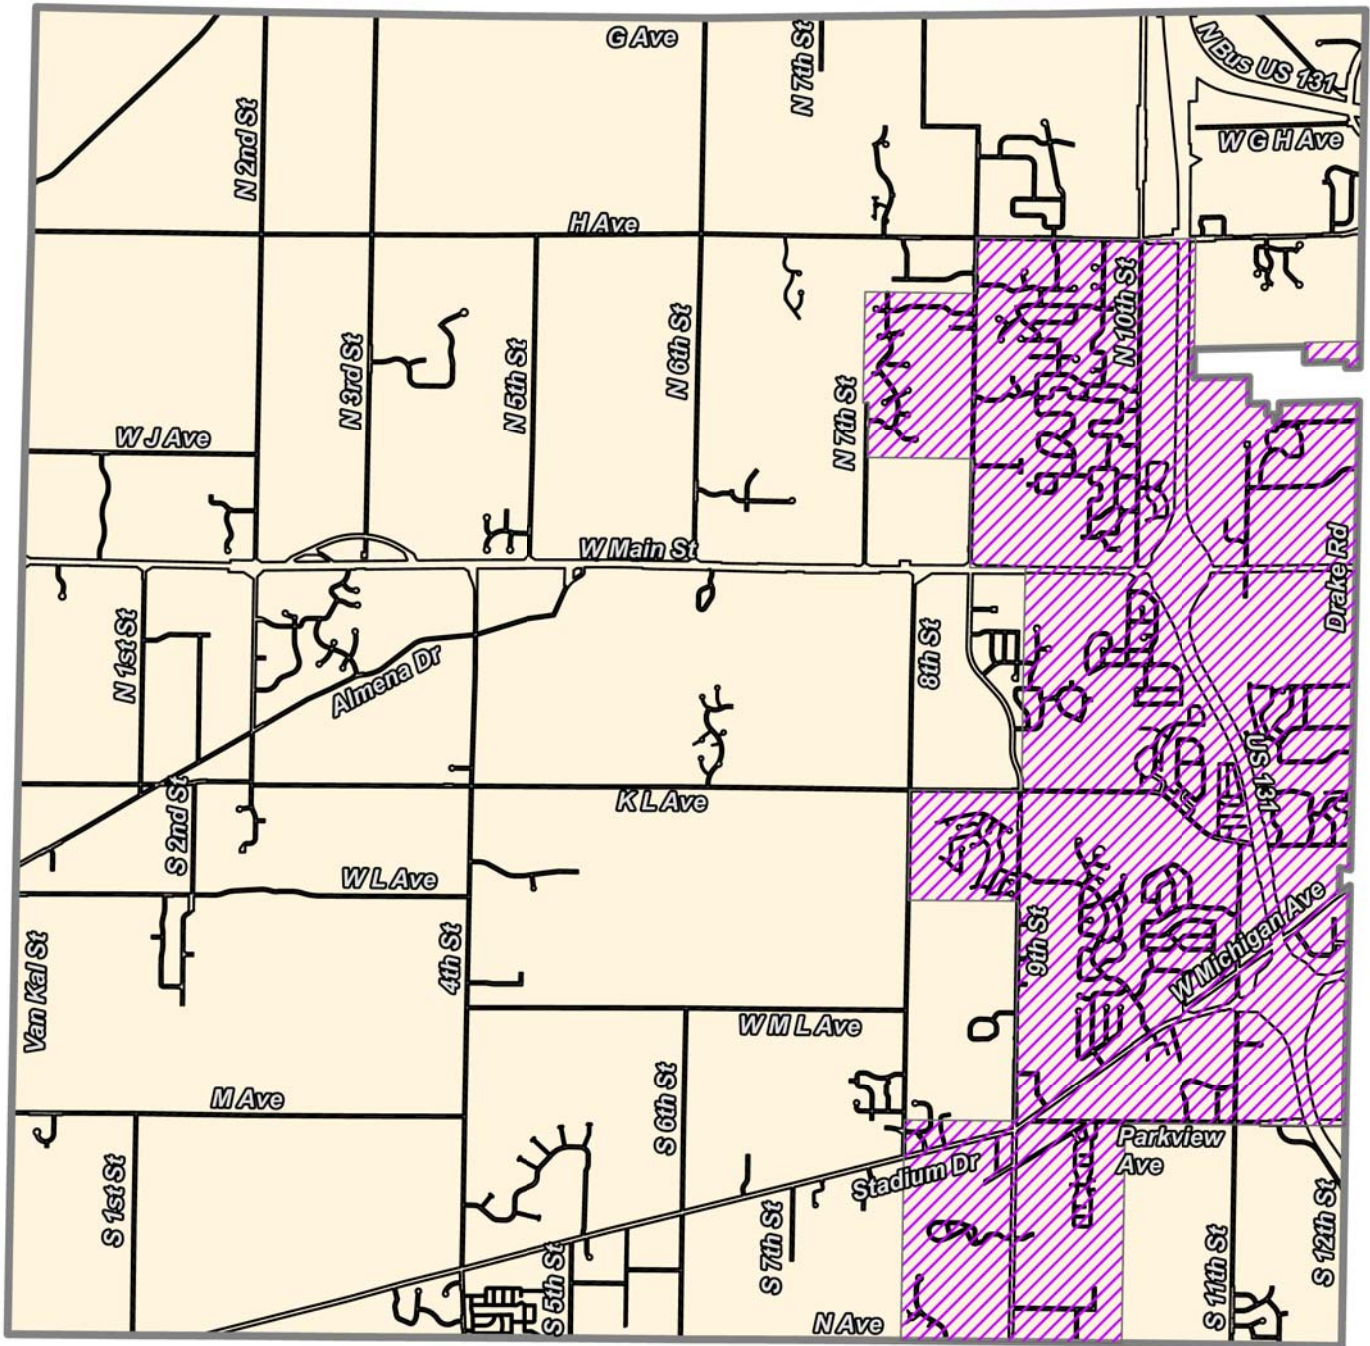 G Ave
N 7th St
N Bus US 131
W G H Ave
N 2nd St
H Ave
N 10th St
N 3rd St
N 5th St
N 6th St
N 7th St
W J Ave
W Main St
Drake Rd
N 1st St
Almena Dr
8th St
US 131
S 2nd St
K L Ave
W L Ave
Van Kal St
4th St
9th St
W Michigan Ave
W M L Ave
M Ave
S 6th St
Parkview
Ave
S 1st St
Stadium Dr
S 7th St
S 5th St
S 11th St
S 12th St
N Ave